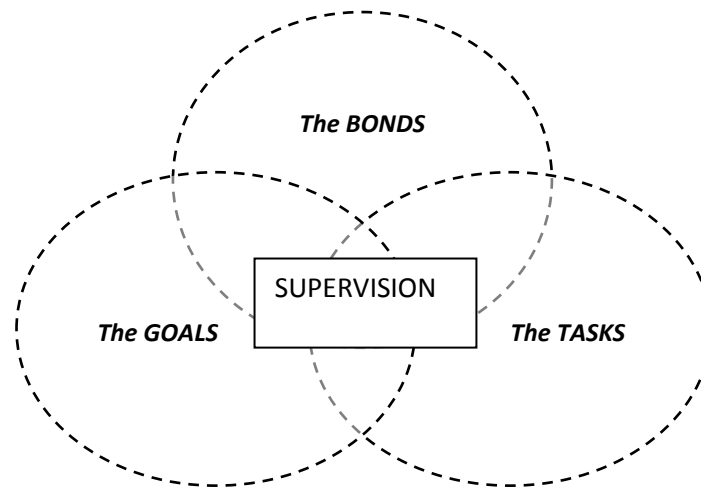 The BONDS
SUPERVISION
The GOALS
The TASKS